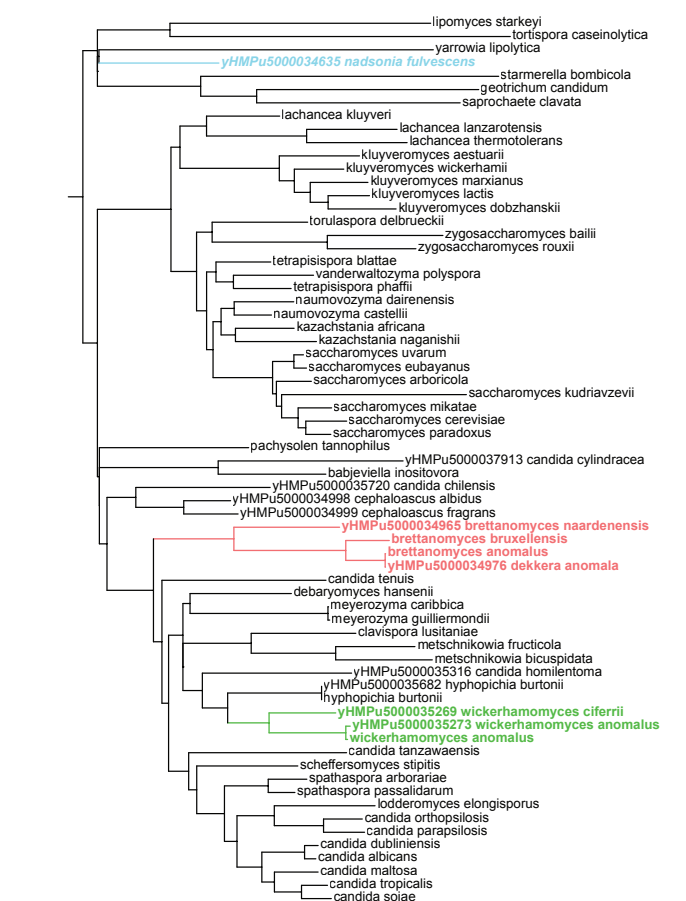 lipomyces starkeyi
tortispora caseinolytica
yarrowia lipolytica
yHMPu5000034635 nadsonia fulvescens
starmerella bombicola
geotrichum candidum
saprochaete clavata
lachancea kluyveri
lachancea lanzarotensis
lachancea thermotolerans
kluyveromyces aestuarii
kluyveromyces wickerhamii
kluyveromyces marxianus
kluyveromyces lactis
kluyveromyces dobzhanskii
torulaspora delbrueckii
zygosaccharomyces bailii
zygosaccharomyces rouxii
tetrapisispora blattae
vanderwaltozyma polyspora
tetrapisispora phaffii
naumovozyma dairenensis
naumovozyma castellii
kazachstania africana
kazachstania naganishii
saccharomyces uvarum
saccharomyces eubayanus
saccharomyces arboricola
saccharomyces kudriavzevii
saccharomyces mikatae
saccharomyces cerevisiae
saccharomyces paradoxus
pachysolen tannophilus
yHMPu5000037913 candida cylindracea
babjeviella inositovora
yHMPu5000035720 candida chilensis
yHMPu5000034998 cephaloascus albidus
yHMPu5000034999 cephaloascus fragrans
yHMPu5000034965 brettanomyces naardenensis
brettanomyces bruxellensis
brettanomyces anomalus
yHMPu5000034976 dekkera anomala
candida tenuis
debaryomyces hansenii
meyerozyma caribbica
meyerozyma guilliermondii
clavispora lusitaniae
metschnikowia fructicola
metschnikowia bicuspidata
yHMPu5000035316 candida homilentoma
yHMPu5000035682 hyphopichia burtonii
hyphopichia burtonii
yHMPu5000035269 wickerhamomyces ciferrii
yHMPu5000035273 wickerhamomyces anomalus
wickerhamomyces anomalus
candida tanzawaensis
scheffersomyces stipitis
spathaspora arborariae
spathaspora passalidarum
lodderomyces elongisporus
candida orthopsilosis
candida parapsilosis
candida dubliniensis
candida albicans
candida maltosa
candida tropicalis
candida sojae